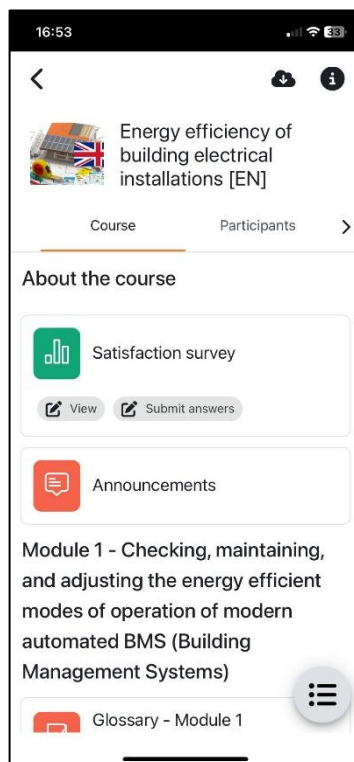 16:53
33
Energy efficiency of
building electrical
installations [EN]
Course
Participants
About the course
Satisfaction survey
View
Submit answers
Announcements
Module 1 - Checking, maintaining,
and adjusting the energy efficient
modes of operation of modern
automated BMS (Building
Management Systems)
Glossary - Module 1